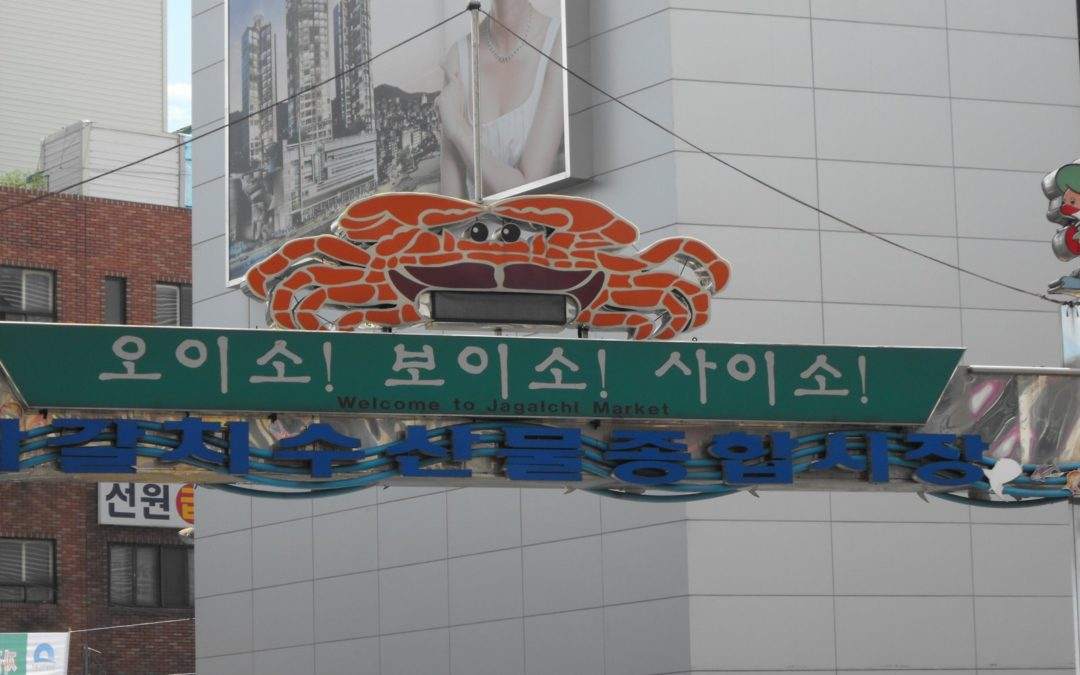 오이소! 보이소! 사이소!
Welcome to Jagalchi Market
갈치수산물종합시장
선원